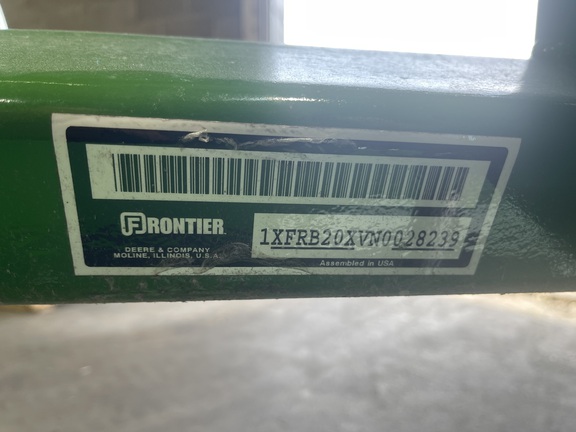 FRONTIER
DEERE & COMPANY
MOLINE, ILLINOIS, U.S.A.
1XFRB20XVN0028239
Assembled in USA